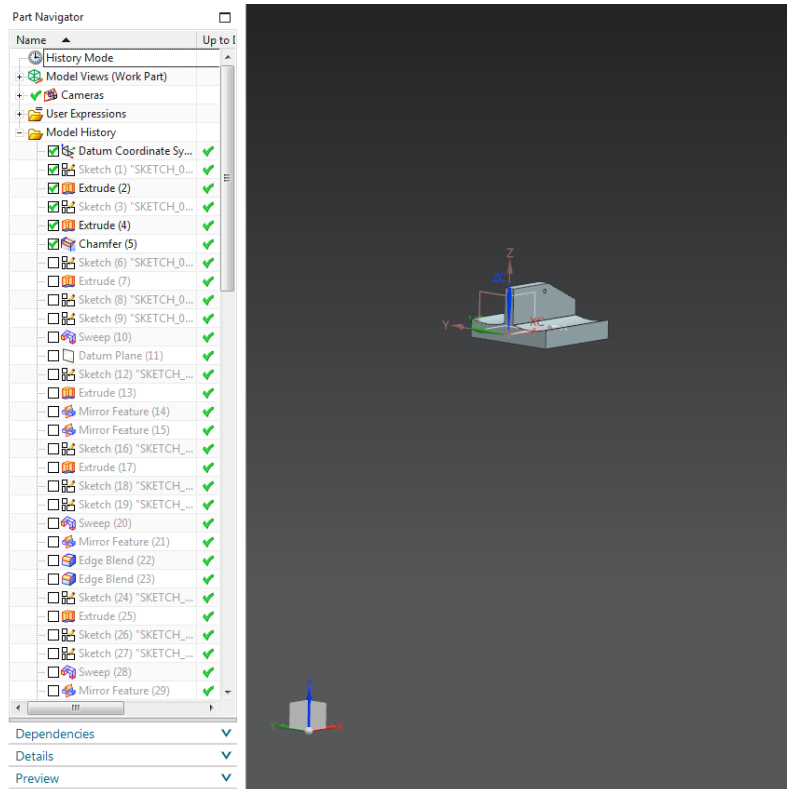 Part Navigator
Name Up to D
History Mode
Model Views (Work Part)
Cameras
User Expressions
Model History
Datum Coordinate Sy...
Sketch (1) "SKETCH_0...
Extrude (2)
Sketch (3) "SKETCH_0...
Extrude (4)
Chamfer (5)
Sketch (6) "SKETCH_0...
Extrude (7)
Sketch (8) "SKETCH_0...
Sketch (9) "SKETCH_0...
Sweep (10)
Datum Plane (11)
Sketch (12) "SKETCH_...
Extrude (13)
Mirror Feature (14)
Mirror Feature (15)
Sketch (16) "SKETCH_...
Extrude (17)
Sketch (18) "SKETCH_...
Sketch (19) "SKETCH_...
Sweep (20)
Mirror Feature (21)
Edge Blend (22)
Edge Blend (23)
Sketch (24) "SKETCH_...
Extrude (25)
Sketch (26) "SKETCH_...
Sketch (27) "SKETCH_...
Sweep (28)
Mirror Feature (29)
Dependencies
Details
Preview
Z
ZC
Y XC X
Z
Y X